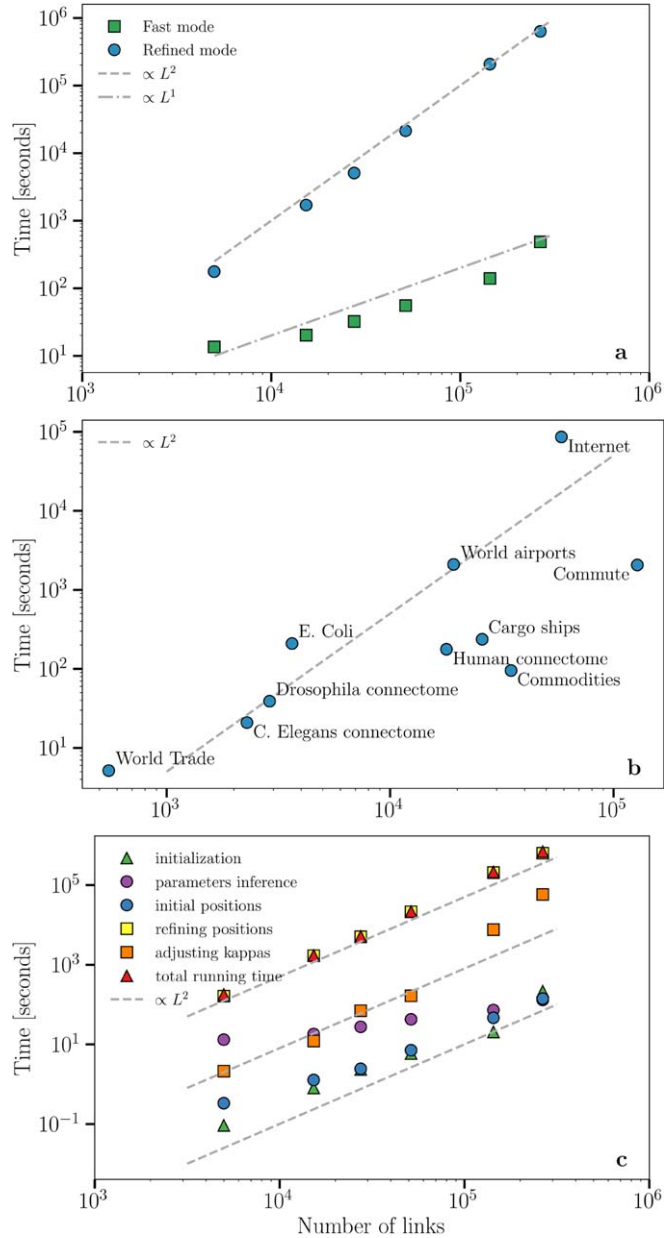 10^6
10^5
10^4
10^3
10^2
10^1
Time [seconds]
Fast mode
Refined mode
∝ L^2
∝ L^1
a
10^3
10^4
10^5
10^6
10^5
10^4
10^3
10^2
10^1
Time [seconds]
∝ L^2
Internet
World airports
Commute
E. Coli
Cargo ships
Human connectome
Commodities
Drosophila connectome
C. Elegans connectome
World Trade
b
10^3
10^4
10^5
10^5
10^3
10^1
10^−1
Time [seconds]
initialization
parameters inference
initial positions
refining positions
adjusting kappas
total running time
∝ L^2
c
10^3
10^4
10^5
10^6
Number of links